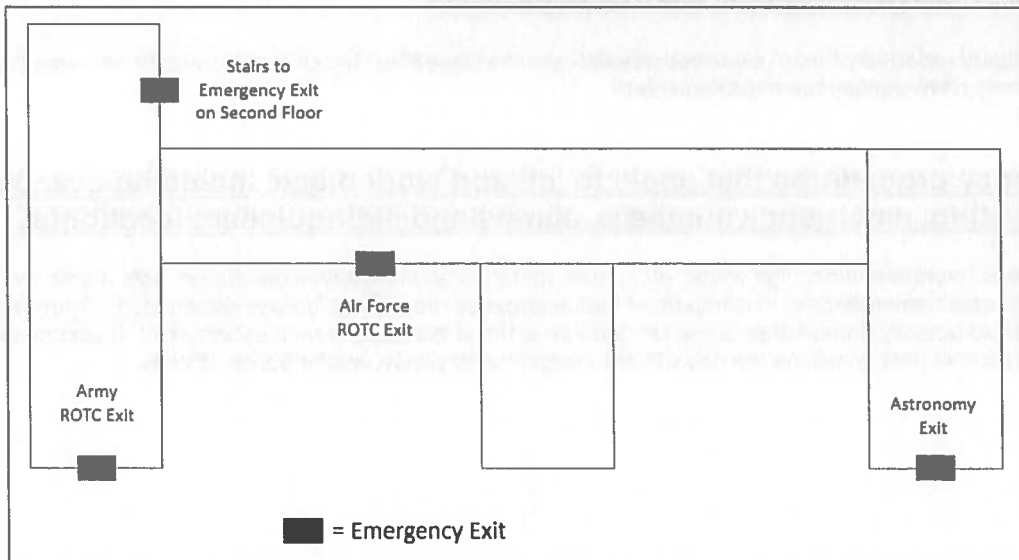 Stairs to
Emergency Exit
on Second Floor
Air Force
ROTC Exit
Army
ROTC Exit
Astronomy
Exit
= Emergency Exit